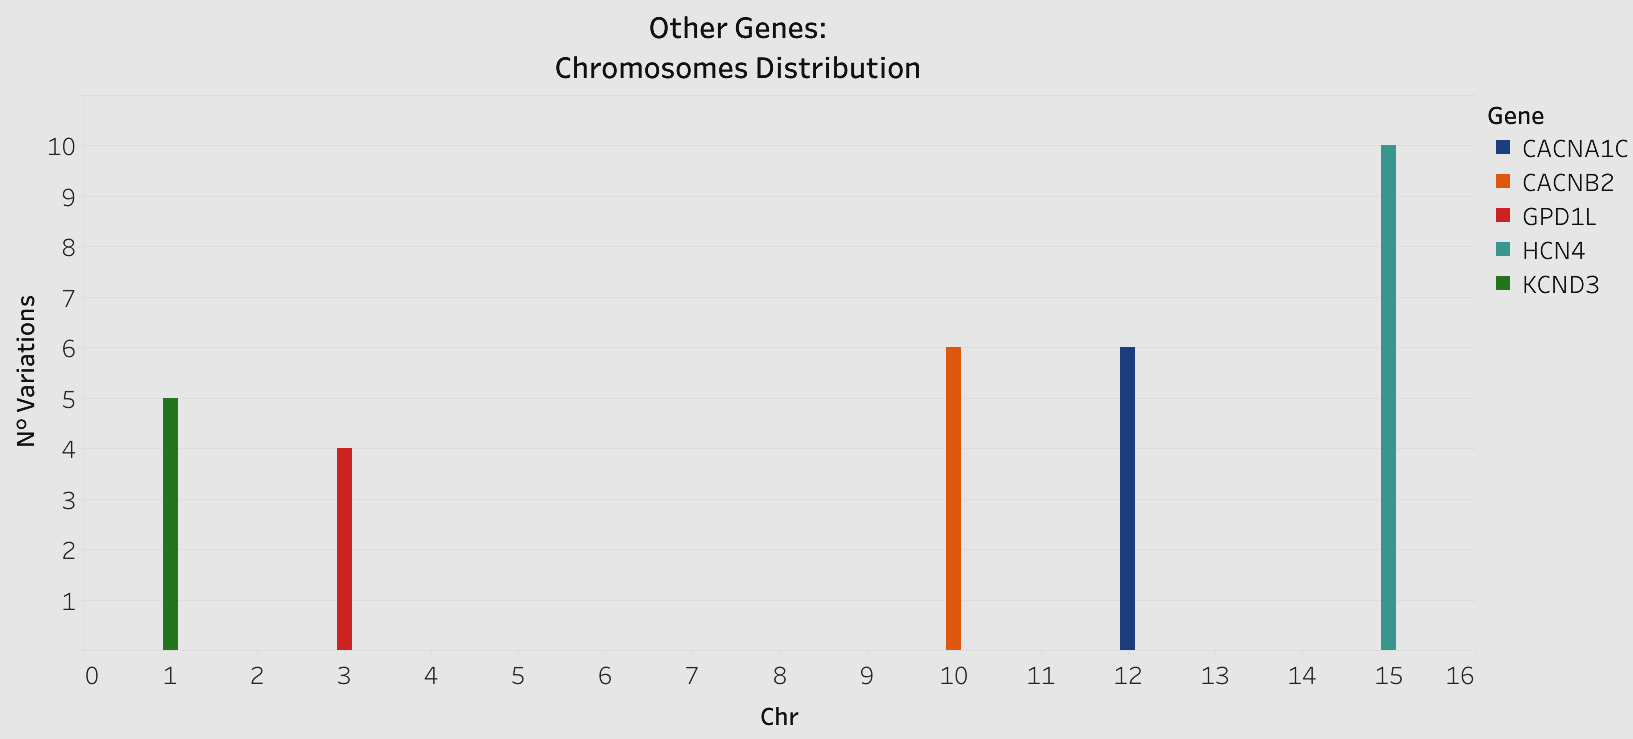 Other Genes:
Chromosomes Distribution
Gene
CACNA1C
CACNB2
GPD1L
HCN4
KCND3
N° Variations
10
9
8
7
6
5
4
3
2
1
0 1 2 3 4 5 6 7 8 9 10 11 12 13 14 15 16
Chr